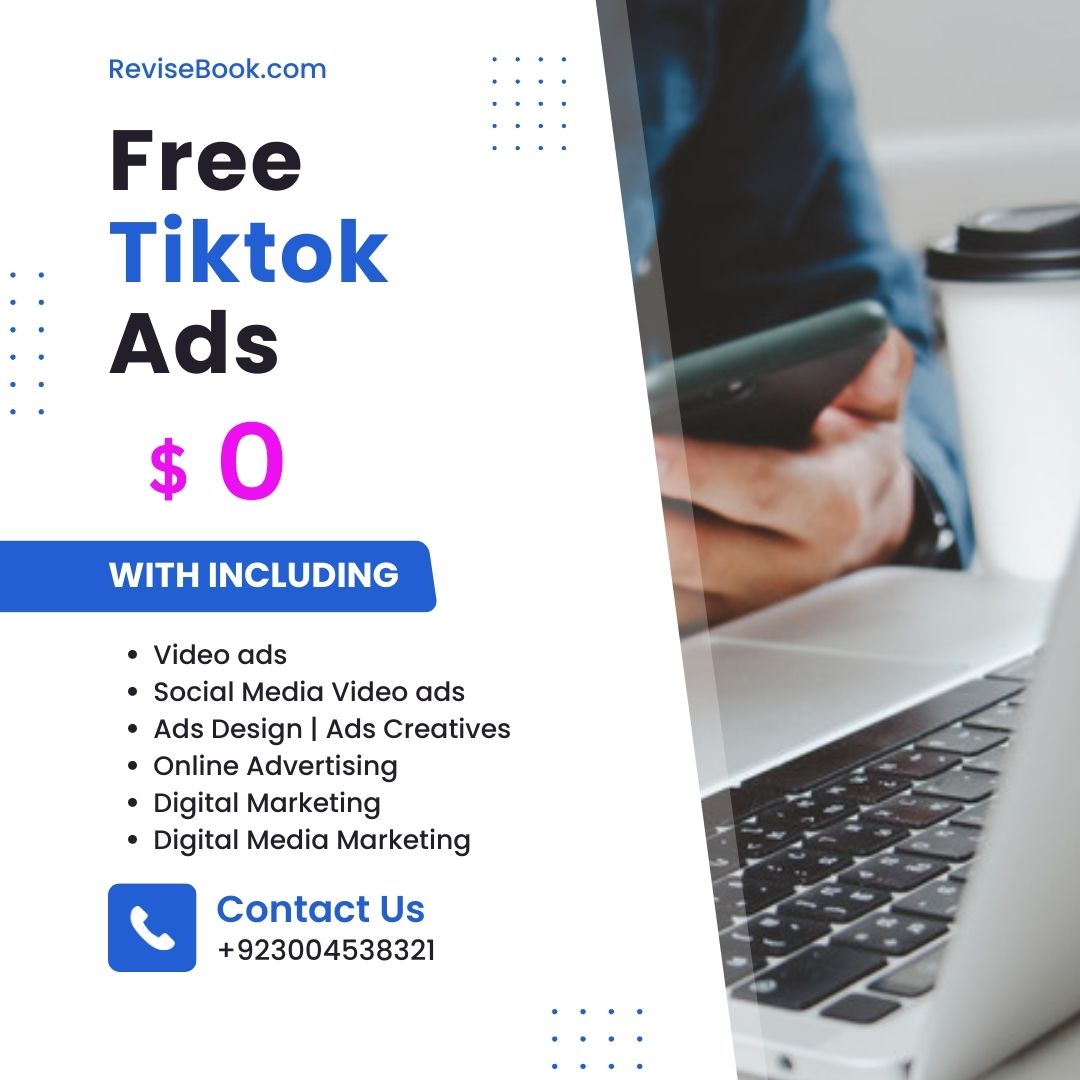 ReviseBook.com
Free
Tiktok
Ads
$ 0
WITH INCLUDING
• Video ads
• Social Media Video ads
• Ads Design | Ads Creatives
• Online Advertising
• Digital Marketing
• Digital Media Marketing
Contact Us
+923004538321